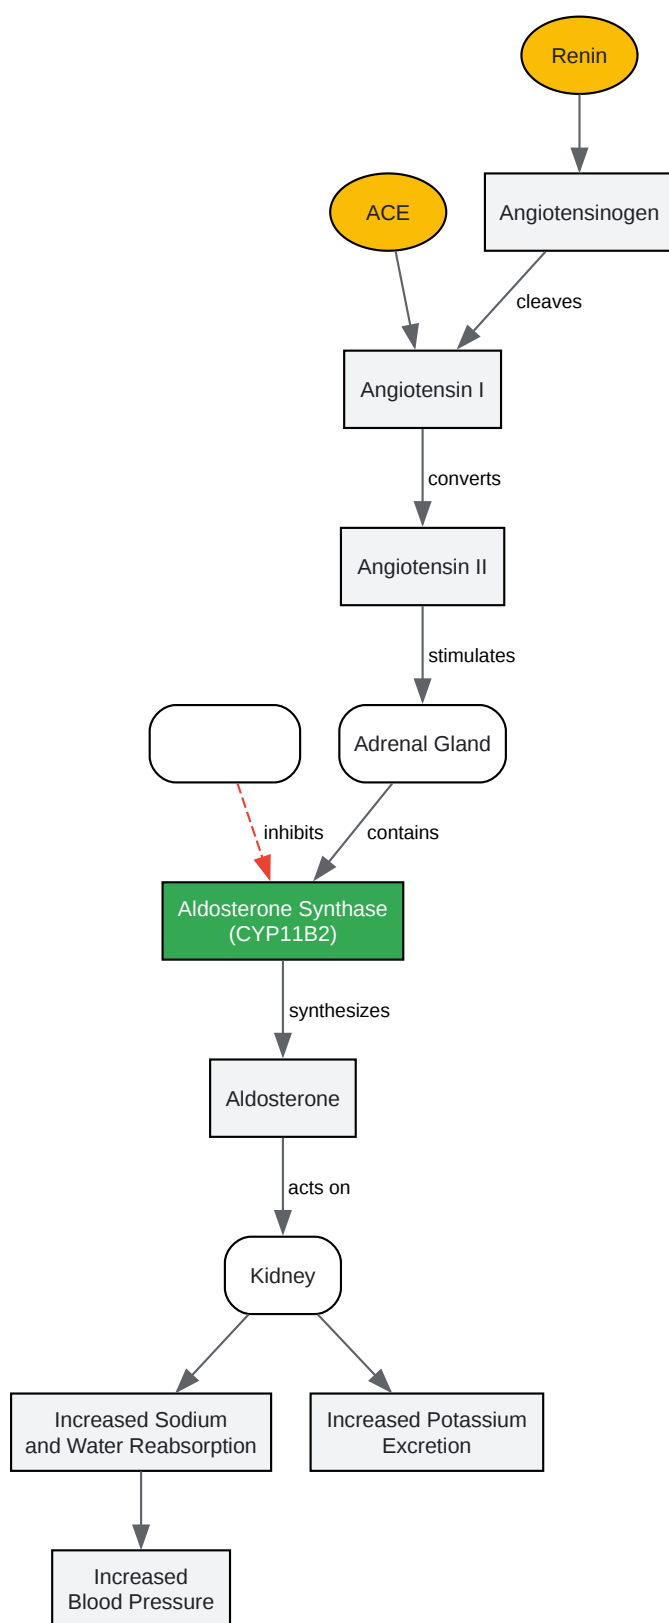 Renin
ACE
Angiotensinogen
cleaves
Angiotensin I
converts
Angiotensin II
stimulates
Adrenal Gland
inhibits
contains
Aldosterone Synthase
(CYP11B2)
synthesizes
Aldosterone
acts on
Kidney
Increased Sodium
and Water Reabsorption
Increased Potassium
Excretion
Increased
Blood Pressure